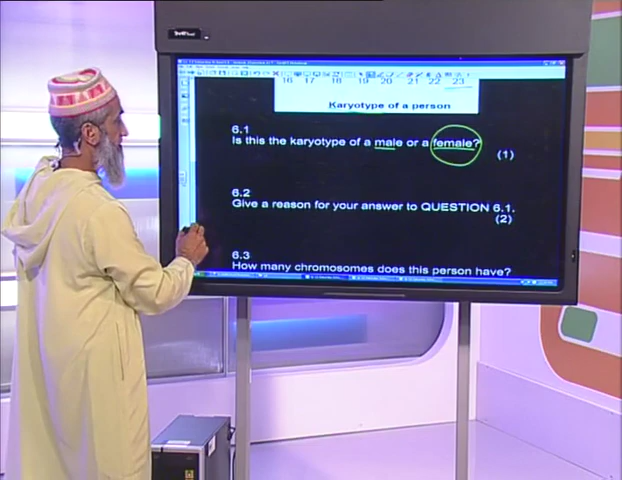 16 17 18 19 20 21 22 23
Karyotype of a person
6.1
Is this the karyotype of a male or a female?
(1)
6.2
Give a reason for your answer to QUESTION 6.1.
(2)
6.3
How many chromosomes does this person have?